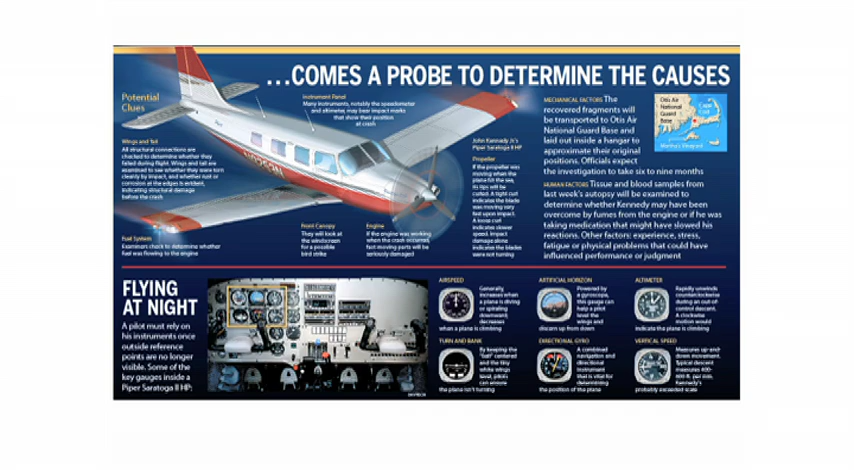 ...COMES A PROBE TO DETERMINE THE CAUSES
Potential
Clues
Instrument Panel
Many instruments, notably the speedometer
and altimeter, may bear impact marks
that show their position
at crash
Wings and tail
All structural connections are
checked to determine whether they
failed during flight. Wings and tail are
examined to see whether they were torn
cleanly by impact, and whether rust or
corrosion at the edges is evident,
indicating structural damage
before the crash
Fuel System
Examiners check to determine whether
fuel was flowing to the engine
Front Canopy
They will look at
the windscreen
for a possible
bird strike
Engine
If the engine was working
when the crash occurred,
fast moving parts will be
seriously damaged
John Kennedy Jr.'s
Piper Saratoga II HP
Propeller
If the propeller was
moving when the
plane hit the sea,
its tips will be
curled. A tight curl
indicates the blade
was moving very
fast upon impact.
A loose curl
indicates slower
speed. Impact
damage alone
indicates the blades
were not turning
MECHANICAL FACTORS The
recovered fragments will
be transported to Otis Air
National Guard Base and
laid out inside a hangar to
approximate their original
positions. Officials expect
the investigation to take six to nine months
Otis Air
National
Guard
Base
Cape
Cod
Martha's Vineyard
HUMAN FACTORS Tissue and blood samples from
last week's autopsy will be examined to
determine whether Kennedy may have been
overcome by fumes from the engine or if he was
taking medication that might have slowed his
reactions. Other factors: experience, stress,
fatigue or physical problems that could have
influenced performance or judgment
FLYING
AT NIGHT
A pilot must rely on
his instruments once
outside reference
points are no longer
visible. Some of the
key gauges inside a
Piper Saratoga II HP:
AIRSPEED
Generally
increases when
a plane is diving
or spiraling
downward,
decreases
when a plane is climbing
ARTIFICIAL HORIZON
Powered by
a gyroscope,
this gauge can
help a pilot
level the
wings and
discern up from down
ALTIMETER
Rapidly unwinds
counterclockwise
during an out-of-
control descent.
A clockwise
motion would
indicate the plane is climbing
TURN AND BANK
By keeping the
"ball" centered
and the tiny
white wings
level, pilots
can ensure
the plane isn't turning
DIRECTIONAL GYRO
A combined
navigation and
directional
instrument
that is vital for
determining
the position of the plane
VERTICAL SPEED
Measures up-and-
down movement.
Typical descent
measures 400-
600 ft. per min.
Kennedy's
probably exceeded scale